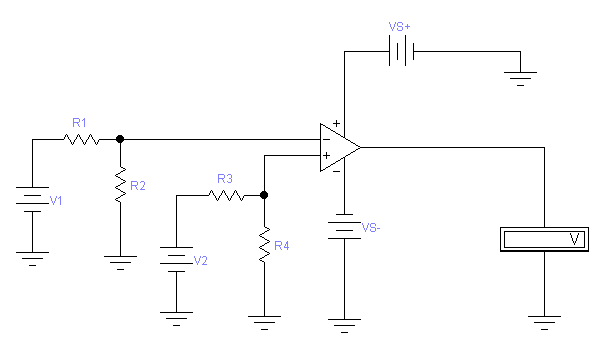 VS+
R1
+
−
+
R3
−
R2
V1
VS-
V
R4
V2